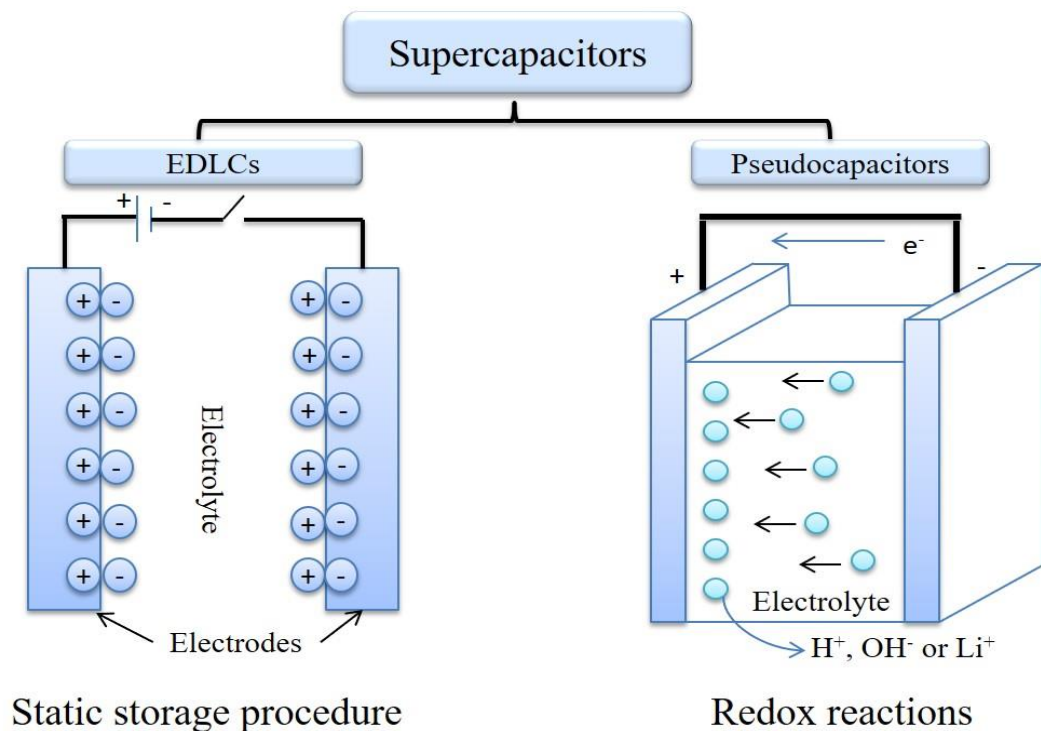 Supercapacitors
EDLCs
Pseudocapacitors
+ -
e⁻
+ -
+ - + -
+ - + -
+ - + -
+ - + -
+ - + -
+ - + -
Electrolyte
Electrolyte
Electrodes
H⁺, OH⁻ or Li⁺
Static storage procedure
Redox reactions